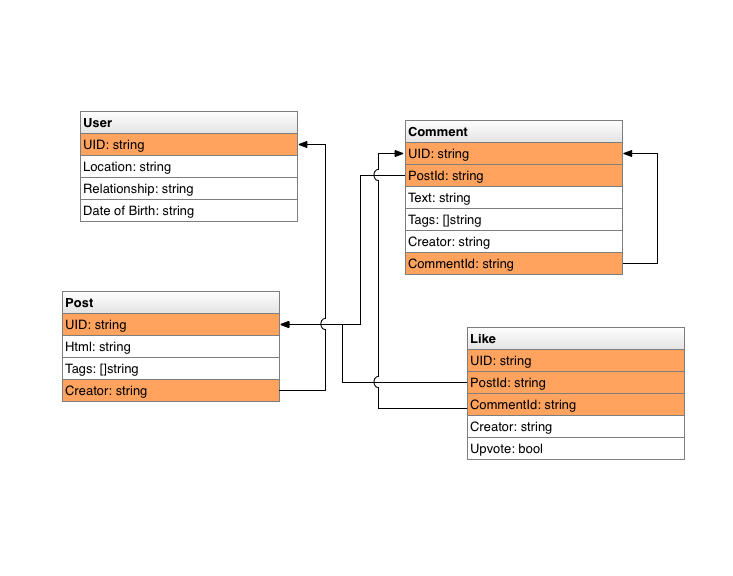 User
UID: string
Location: string
Relationship: string
Date of Birth: string
Comment
UID: string
PostId: string
Text: string
Tags: []string
Creator: string
CommentId: string
Post
UID: string
Html: string
Tags: []string
Creator: string
Like
UID: string
PostId: string
CommentId: string
Creator: string
Upvote: bool